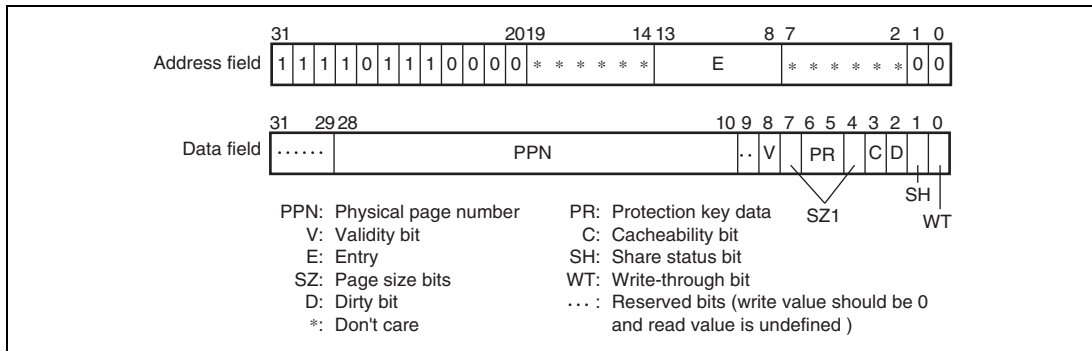 31 2019 14 13 8 7 2 1 0
Address field 1 1 1 1 0 1 1 1 0 0 0 0 * * * * * * E * * * * * * 0 0
31 29 28 10 9 8 7 6 5 4 3 2 1 0
Data field ...... PPN .. V PR C D
SH
SZ1
WT
PPN: Physical page number
V: Validity bit
E: Entry
SZ: Page size bits
D: Dirty bit
*: Don't care
PR: Protection key data
C: Cacheability bit
SH: Share status bit
WT: Write-through bit
...: Reserved bits (write value should be 0
and read value is undefined )